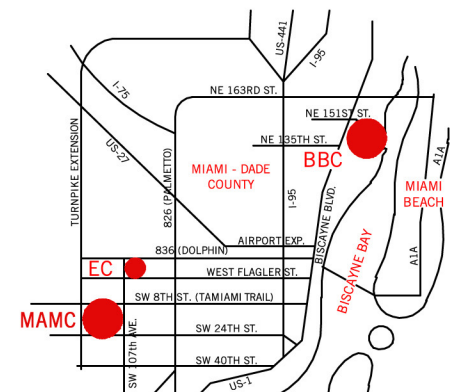 US-441
I-95
I-75
NE 163RD ST.
NE 151ST ST.
NE 135TH ST.
BBC
US-27
MIAMI - DADE
COUNTY
MIAMI
BEACH
A1A
TURNPIKE EXTENSION
826 (PALMETTO)
I-95
BISCAYNE BLVD.
BISCAYNE BAY
A1A
AIRPORT EXP.
836 (DOLPHIN)
EC
WEST FLAGLER ST.
SW 8TH ST. (TAMIAMI TRAIL)
MAMC
SW 24TH ST.
SW 107th AVE.
SW 40TH ST.
US-1